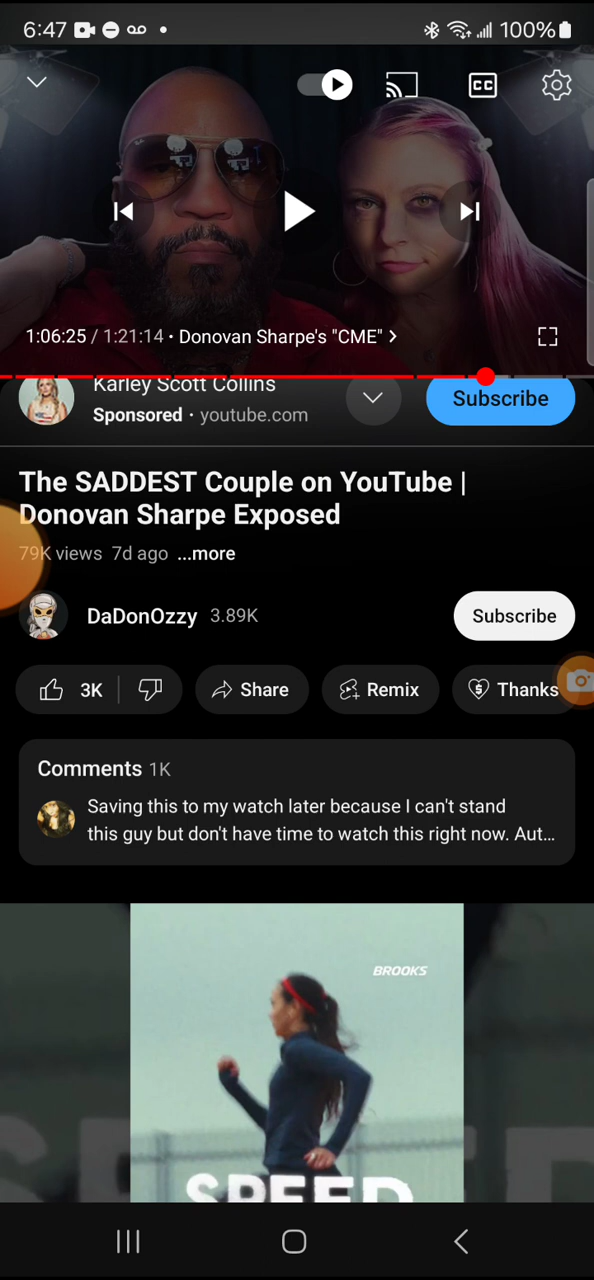 6:47
100%
CC
1:06:25 / 1:21:14 • Donovan Sharpe's "CME" >
Karley Scott Collins
Sponsored · youtube.com
Subscribe
The SADDEST Couple on YouTube |
Donovan Sharpe Exposed
79K views 7d ago ...more
DaDonOzzy 3.89K
Subscribe
3K
Share
Remix
Thanks
Comments 1K
Saving this to my watch later because I can't stand
this guy but don't have time to watch this right now. Aut...
BROOKS
SPEED